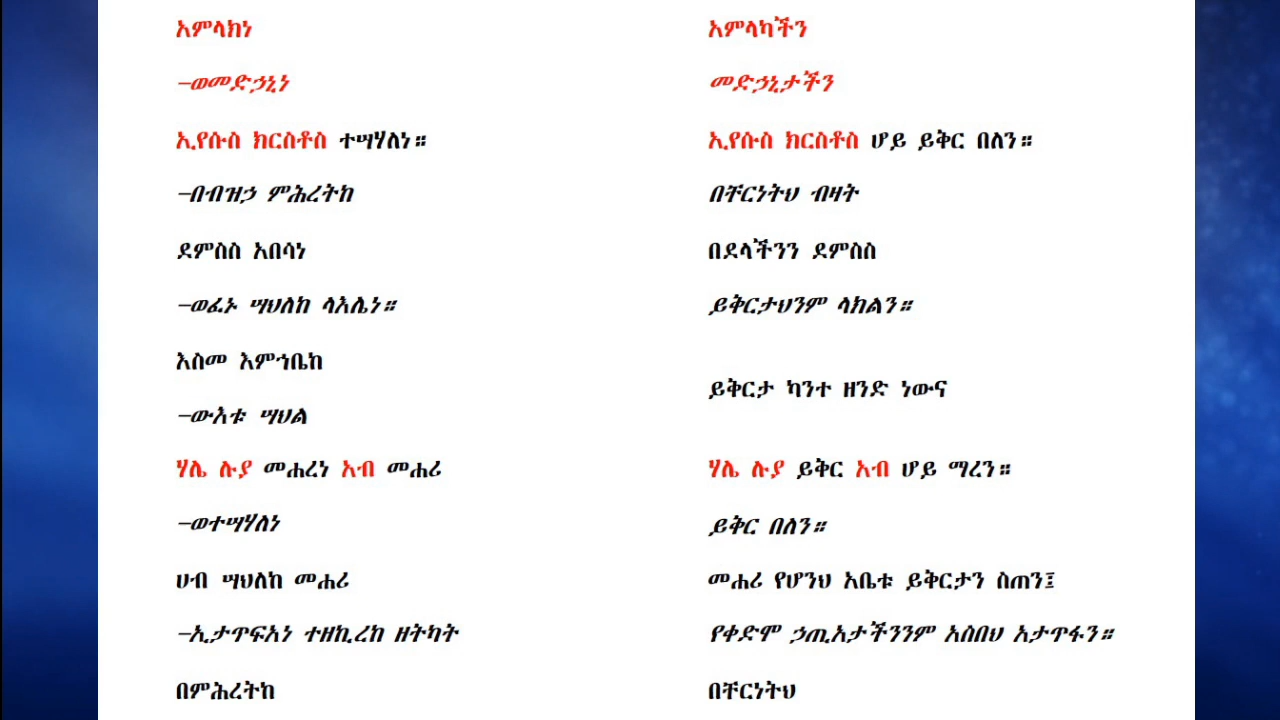 አምላክነ
–ወመድኃኒነ
ኢየሱስ ክርስቶስ ተሣሃለነ።
–በብዝኃ ምሕረትከ
ደምስስ አበሳነ
–ወፈኑ ሣህለከ ላእሌነ።
እስመ እምኀቤከ
–ውእቱ ሣህል
ሃሌ ሉያ መሐረነ አብ መሐሪ
–ወተሣሃለነ
ሀብ ሣህለከ መሐሪ
–ኢታጥፍአነ ተዘኪረከ ዘትካት
በምሕረትከ
አምላካችን
መድኃኒታችን
ኢየሱስ ክርስቶስ ሆይ ይቅር በለን።
በቸርነትህ ብዛት
በደላችንን ደምስስ
ይቅርታህንም ላክልን።
ይቅርታ ካንተ ዘንድ ነውና
ሃሌ ሉያ ይቅር አብ ሆይ ማረን።
ይቅር በለን።
መሐሪ የሆንህ አቤቱ ይቅርታን ስጠን፤
የቀድሞ ኃጢአታችንንም አስበህ አታጥፋን።
በቸርነትህ